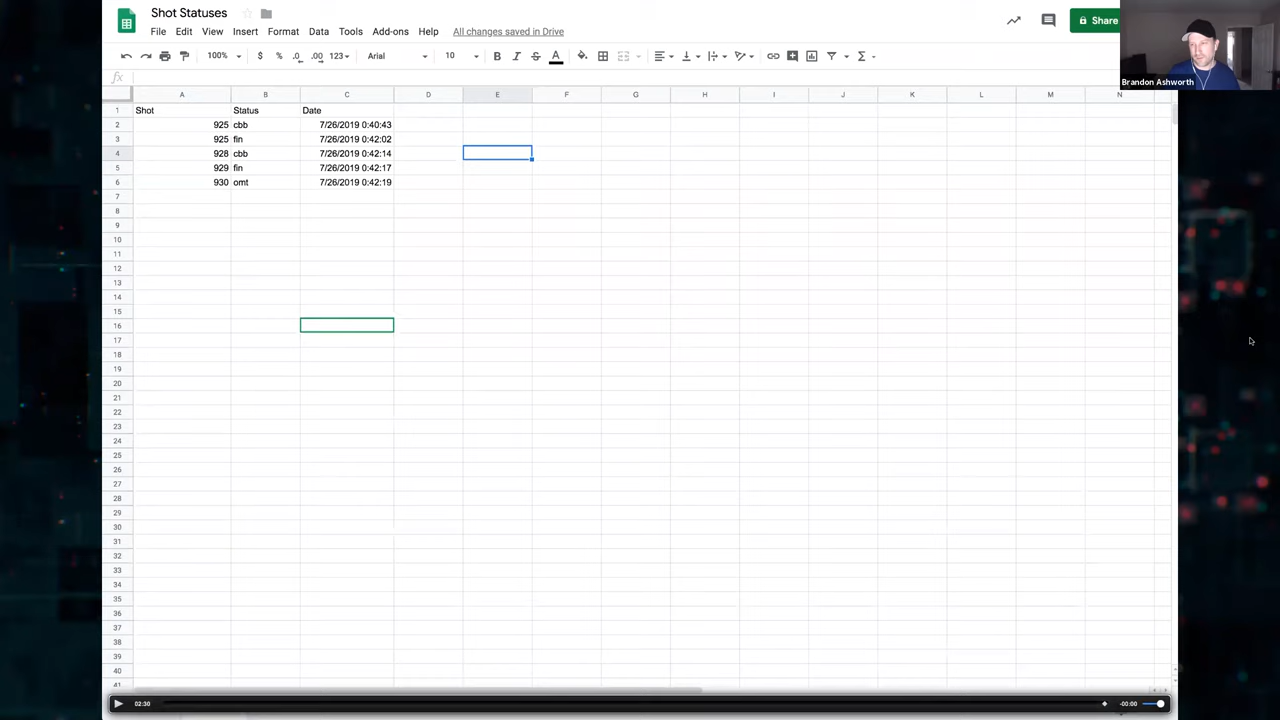 Shot Statuses
File Edit View Insert Format Data Tools Add-ons Help All changes saved in Drive
Share
Brandon Ashworth
100% $ % .0 .00 123 Arial 10 B I S A Σ
fx
A B C D E F G H I J K L M N
1 Shot Status Date
2 925 cbb 7/26/2019 0:40:43
3 925 fin 7/26/2019 0:42:02
4 928 cbb 7/26/2019 0:42:14
5 929 fin 7/26/2019 0:42:17
6 930 omt 7/26/2019 0:42:19
7
8
9
10
11
12
13
14
15
16
17
18
19
20
21
22
23
24
25
26
27
28
29
30
31
32
33
34
35
36
37
38
39
40
41
02:30 -00:00